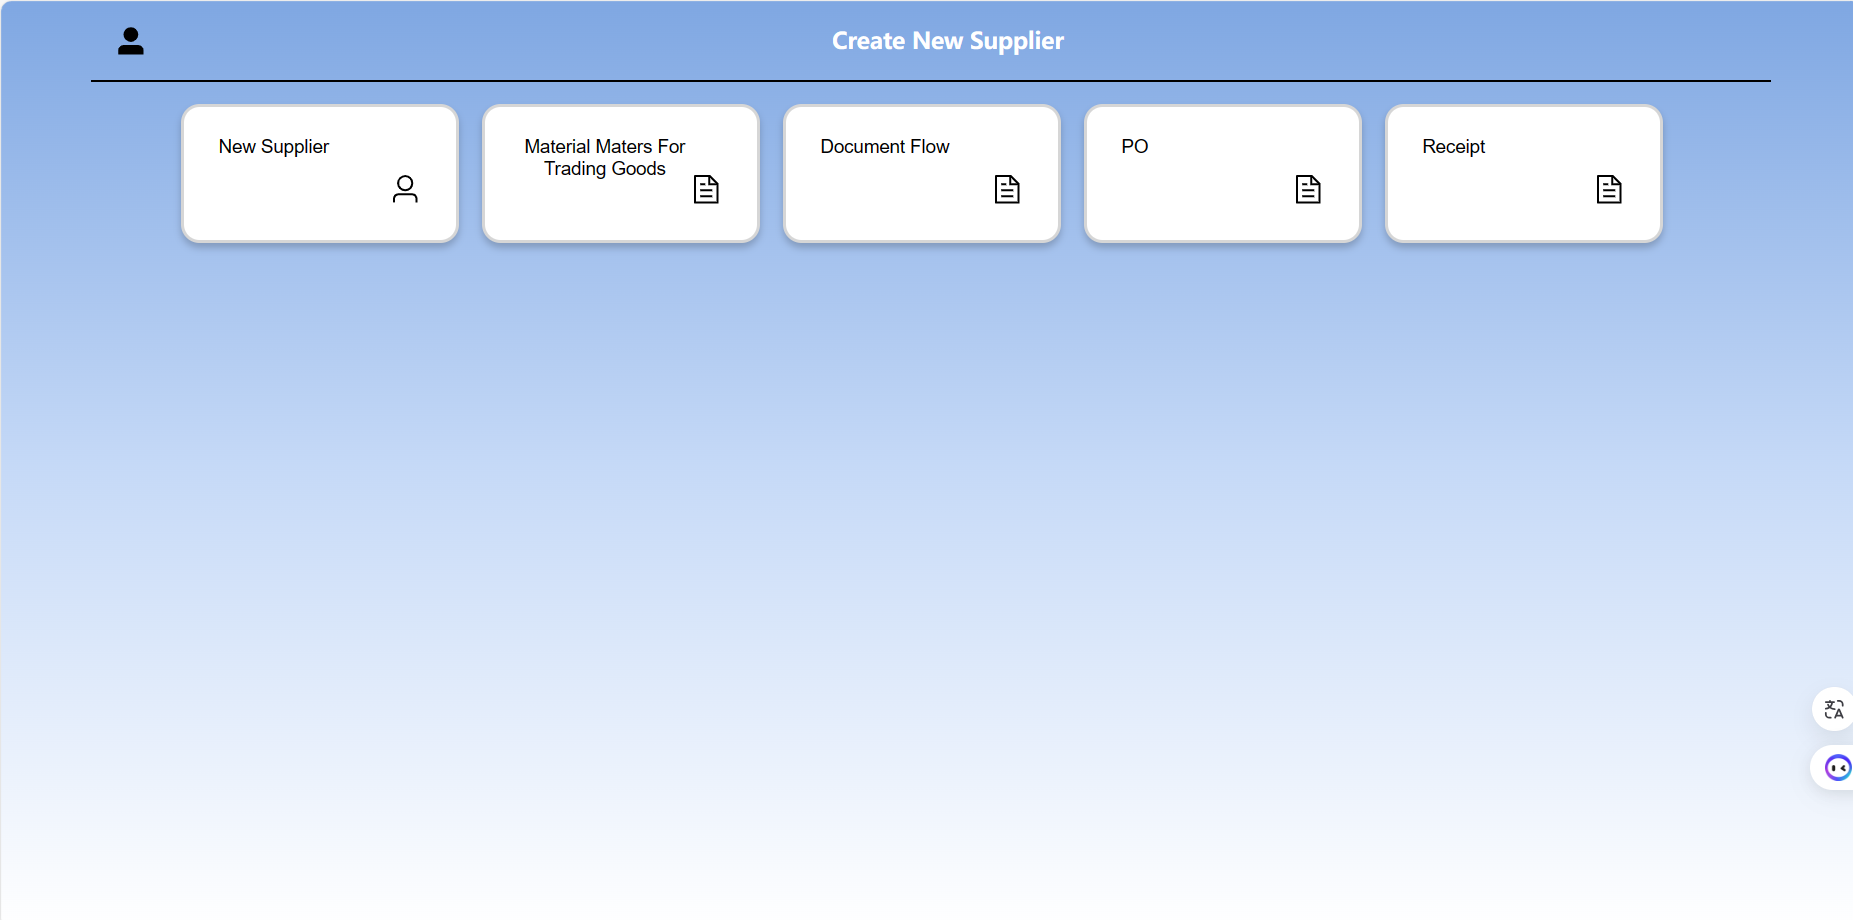 Create New Supplier
New Supplier
Material Maters For
Trading Goods
Document Flow
PO
Receipt